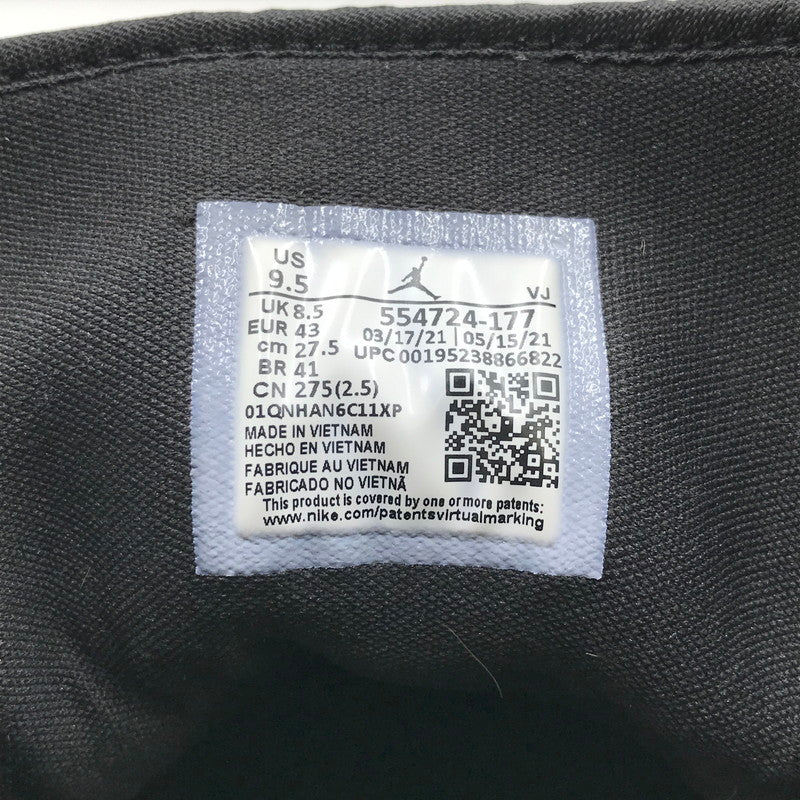 US
9.5
VJ
UK 8.5
554724-177
EUR 43
03/17/21 | 05/15/21
cm 27.5
UPC 00195238866822
BR 41
CN 275(2.5)
01QNHAN6C11XP
MADE IN VIETNAM
HECHO EN VIETNAM
FABRIQUE AU VIETNAM
FABRICADO NO VIETNÃ
This product is covered by one or more patents:
www.nike.com/patentsvirtualmarking